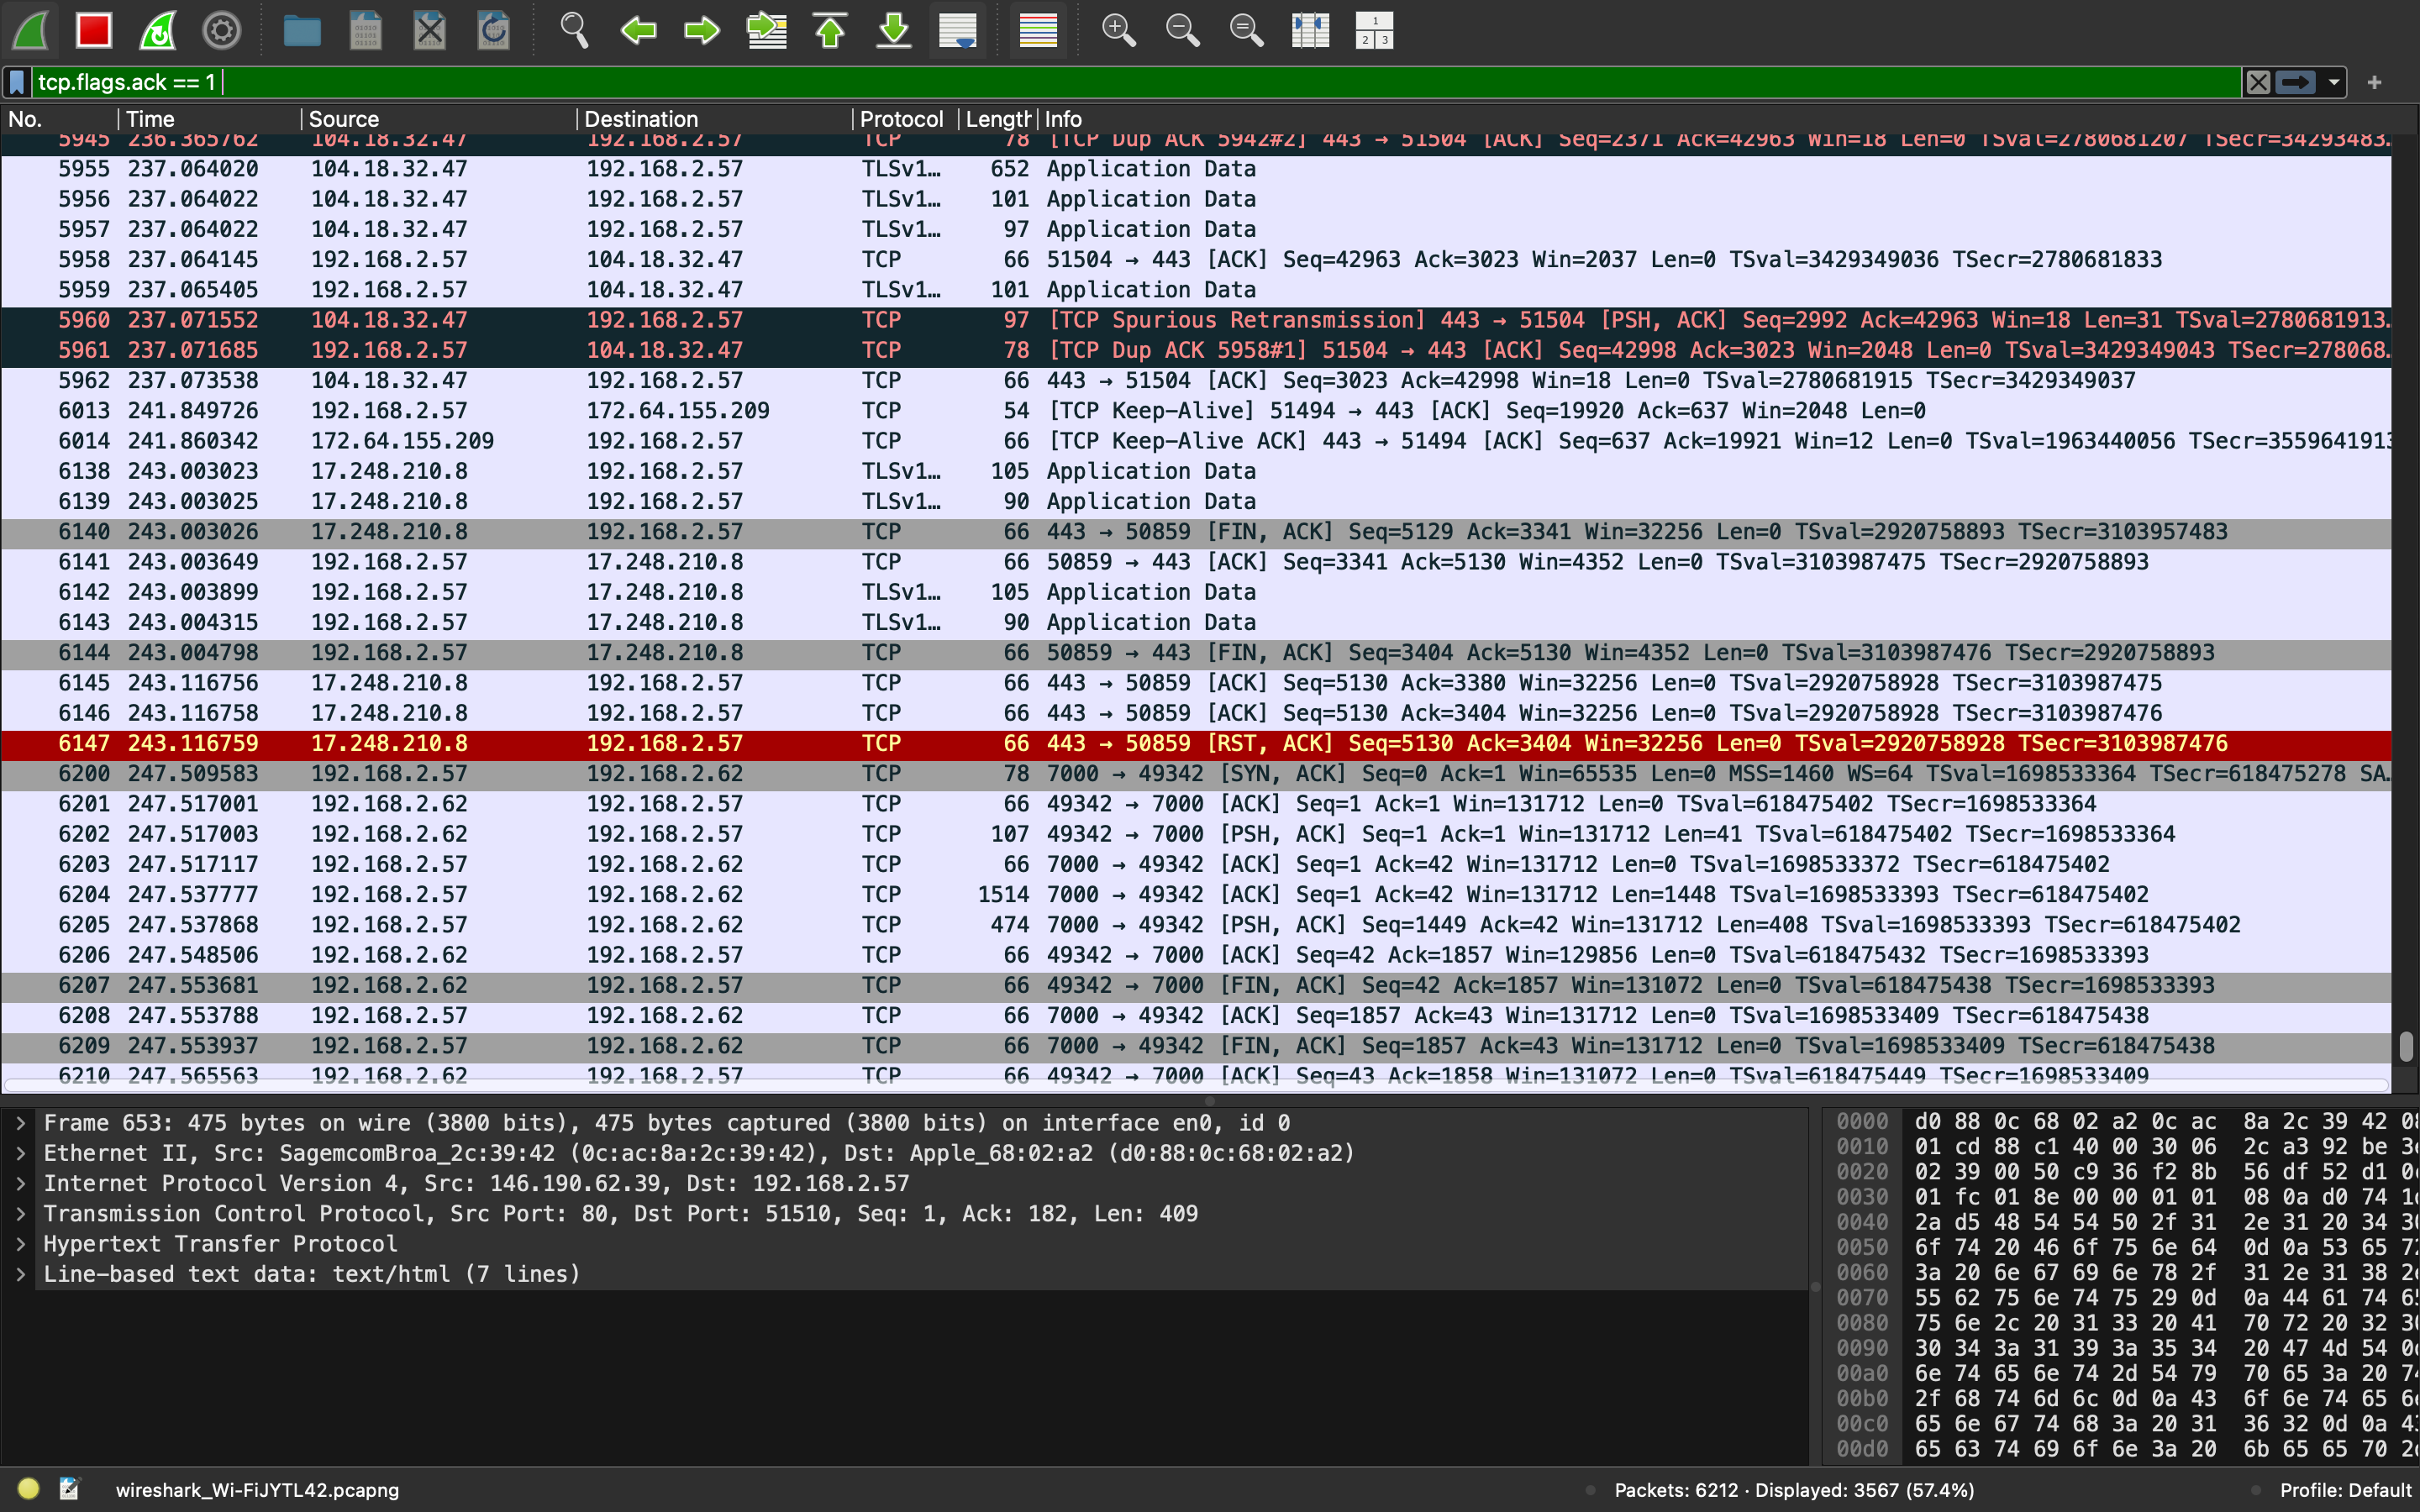 tcp.flags.ack == 1
No. Time Source Destination Protocol Length Info
5945 236.365762 104.18.32.47 192.168.2.57 TCP 78 [TCP Dup ACK 5942#2] 443 → 51504 [ACK] Seq=2371 Ack=42963 Win=18 Len=0 TSval=2780681207 TSecr=34293483…
5955 237.064020 104.18.32.47 192.168.2.57 TLSv1… 652 Application Data
5956 237.064022 104.18.32.47 192.168.2.57 TLSv1… 101 Application Data
5957 237.064022 104.18.32.47 192.168.2.57 TLSv1… 97 Application Data
5958 237.064145 192.168.2.57 104.18.32.47 TCP 66 51504 → 443 [ACK] Seq=42963 Ack=3023 Win=2037 Len=0 TSval=3429349036 TSecr=2780681833
5959 237.065405 192.168.2.57 104.18.32.47 TLSv1… 101 Application Data
5960 237.071552 104.18.32.47 192.168.2.57 TCP 97 [TCP Spurious Retransmission] 443 → 51504 [PSH, ACK] Seq=2992 Ack=42963 Win=18 Len=31 TSval=2780681913…
5961 237.071685 192.168.2.57 104.18.32.47 TCP 78 [TCP Dup ACK 5958#1] 51504 → 443 [ACK] Seq=42998 Ack=3023 Win=2048 Len=0 TSval=3429349043 TSecr=278068…
5962 237.073538 104.18.32.47 192.168.2.57 TCP 66 443 → 51504 [ACK] Seq=3023 Ack=42998 Win=18 Len=0 TSval=2780681915 TSecr=3429349037
6013 241.849726 192.168.2.57 172.64.155.209 TCP 54 [TCP Keep-Alive] 51494 → 443 [ACK] Seq=19920 Ack=637 Win=2048 Len=0
6014 241.860342 172.64.155.209 192.168.2.57 TCP 66 [TCP Keep-Alive ACK] 443 → 51494 [ACK] Seq=637 Ack=19921 Win=12 Len=0 TSval=1963440056 TSecr=3559641913
6138 243.003023 17.248.210.8 192.168.2.57 TLSv1… 105 Application Data
6139 243.003025 17.248.210.8 192.168.2.57 TLSv1… 90 Application Data
6140 243.003026 17.248.210.8 192.168.2.57 TCP 66 443 → 50859 [FIN, ACK] Seq=5129 Ack=3341 Win=32256 Len=0 TSval=2920758893 TSecr=3103957483
6141 243.003649 192.168.2.57 17.248.210.8 TCP 66 50859 → 443 [ACK] Seq=3341 Ack=5130 Win=4352 Len=0 TSval=3103987475 TSecr=2920758893
6142 243.003899 192.168.2.57 17.248.210.8 TLSv1… 105 Application Data
6143 243.004315 192.168.2.57 17.248.210.8 TLSv1… 90 Application Data
6144 243.004798 192.168.2.57 17.248.210.8 TCP 66 50859 → 443 [FIN, ACK] Seq=3404 Ack=5130 Win=4352 Len=0 TSval=3103987476 TSecr=2920758893
6145 243.116756 17.248.210.8 192.168.2.57 TCP 66 443 → 50859 [ACK] Seq=5130 Ack=3380 Win=32256 Len=0 TSval=2920758928 TSecr=3103987475
6146 243.116758 17.248.210.8 192.168.2.57 TCP 66 443 → 50859 [ACK] Seq=5130 Ack=3404 Win=32256 Len=0 TSval=2920758928 TSecr=3103987476
6147 243.116759 17.248.210.8 192.168.2.57 TCP 66 443 → 50859 [RST, ACK] Seq=5130 Ack=3404 Win=32256 Len=0 TSval=2920758928 TSecr=3103987476
6200 247.509583 192.168.2.57 192.168.2.62 TCP 78 7000 → 49342 [SYN, ACK] Seq=0 Ack=1 Win=65535 Len=0 MSS=1460 WS=64 TSval=1698533364 TSecr=618475278 SA…
6201 247.517001 192.168.2.62 192.168.2.57 TCP 66 49342 → 7000 [ACK] Seq=1 Ack=1 Win=131712 Len=0 TSval=618475402 TSecr=1698533364
6202 247.517003 192.168.2.62 192.168.2.57 TCP 107 49342 → 7000 [PSH, ACK] Seq=1 Ack=1 Win=131712 Len=41 TSval=618475402 TSecr=1698533364
6203 247.517117 192.168.2.57 192.168.2.62 TCP 66 7000 → 49342 [ACK] Seq=1 Ack=42 Win=131712 Len=0 TSval=1698533372 TSecr=618475402
6204 247.537777 192.168.2.57 192.168.2.62 TCP 1514 7000 → 49342 [ACK] Seq=1 Ack=42 Win=131712 Len=1448 TSval=1698533393 TSecr=618475402
6205 247.537868 192.168.2.57 192.168.2.62 TCP 474 7000 → 49342 [PSH, ACK] Seq=1449 Ack=42 Win=131712 Len=408 TSval=1698533393 TSecr=618475402
6206 247.548506 192.168.2.62 192.168.2.57 TCP 66 49342 → 7000 [ACK] Seq=42 Ack=1857 Win=129856 Len=0 TSval=618475432 TSecr=1698533393
6207 247.553681 192.168.2.62 192.168.2.57 TCP 66 49342 → 7000 [FIN, ACK] Seq=42 Ack=1857 Win=131072 Len=0 TSval=618475438 TSecr=1698533393
6208 247.553788 192.168.2.57 192.168.2.62 TCP 66 7000 → 49342 [ACK] Seq=1857 Ack=43 Win=131712 Len=0 TSval=1698533409 TSecr=618475438
6209 247.553937 192.168.2.57 192.168.2.62 TCP 66 7000 → 49342 [FIN, ACK] Seq=1857 Ack=43 Win=131712 Len=0 TSval=1698533409 TSecr=618475438
6210 247.565563 192.168.2.62 192.168.2.57 TCP 66 49342 → 7000 [ACK] Seq=43 Ack=1858 Win=131072 Len=0 TSval=618475449 TSecr=1698533409
Frame 653: 475 bytes on wire (3800 bits), 475 bytes captured (3800 bits) on interface en0, id 0
Ethernet II, Src: SagemcomBroa_2c:39:42 (0c:ac:8a:2c:39:42), Dst: Apple_68:02:a2 (d0:88:0c:68:02:a2)
Internet Protocol Version 4, Src: 146.190.62.39, Dst: 192.168.2.57
Transmission Control Protocol, Src Port: 80, Dst Port: 51510, Seq: 1, Ack: 182, Len: 409
Hypertext Transfer Protocol
Line-based text data: text/html (7 lines)
0000 d0 88 0c 68 02 a2 0c ac 8a 2c 39 42
0010 01 cd 88 c1 40 00 30 06 2c a3 92 be
0020 02 39 00 50 c9 36 f2 8b 56 df 52 d1
0030 01 fc 01 8e 00 00 01 01 08 0a d0 74
0040 2a d5 48 54 54 50 2f 31 2e 31 20 34
0050 6f 74 20 46 6f 75 6e 64 0d 0a 53 65
0060 3a 20 6e 67 69 6e 78 2f 31 2e 31 38
0070 55 62 75 6e 74 75 29 0d 0a 44 61 74
0080 75 6e 2c 20 31 33 20 41 70 72 20 32
0090 30 34 3a 31 39 3a 35 34 20 47 4d 54
00a0 6e 74 65 6e 74 2d 54 79 70 65 3a 20
00b0 2f 68 74 6d 6c 0d 0a 43 6f 6e 74 65
00c0 65 6e 67 74 68 3a 20 31 36 32 0d 0a
00d0 65 63 74 69 6f 6e 3a 20 6b 65 65 70
wireshark_Wi-FiJYTL42.pcapng
Packets: 6212 · Displayed: 3567 (57.4%)
Profile: Default